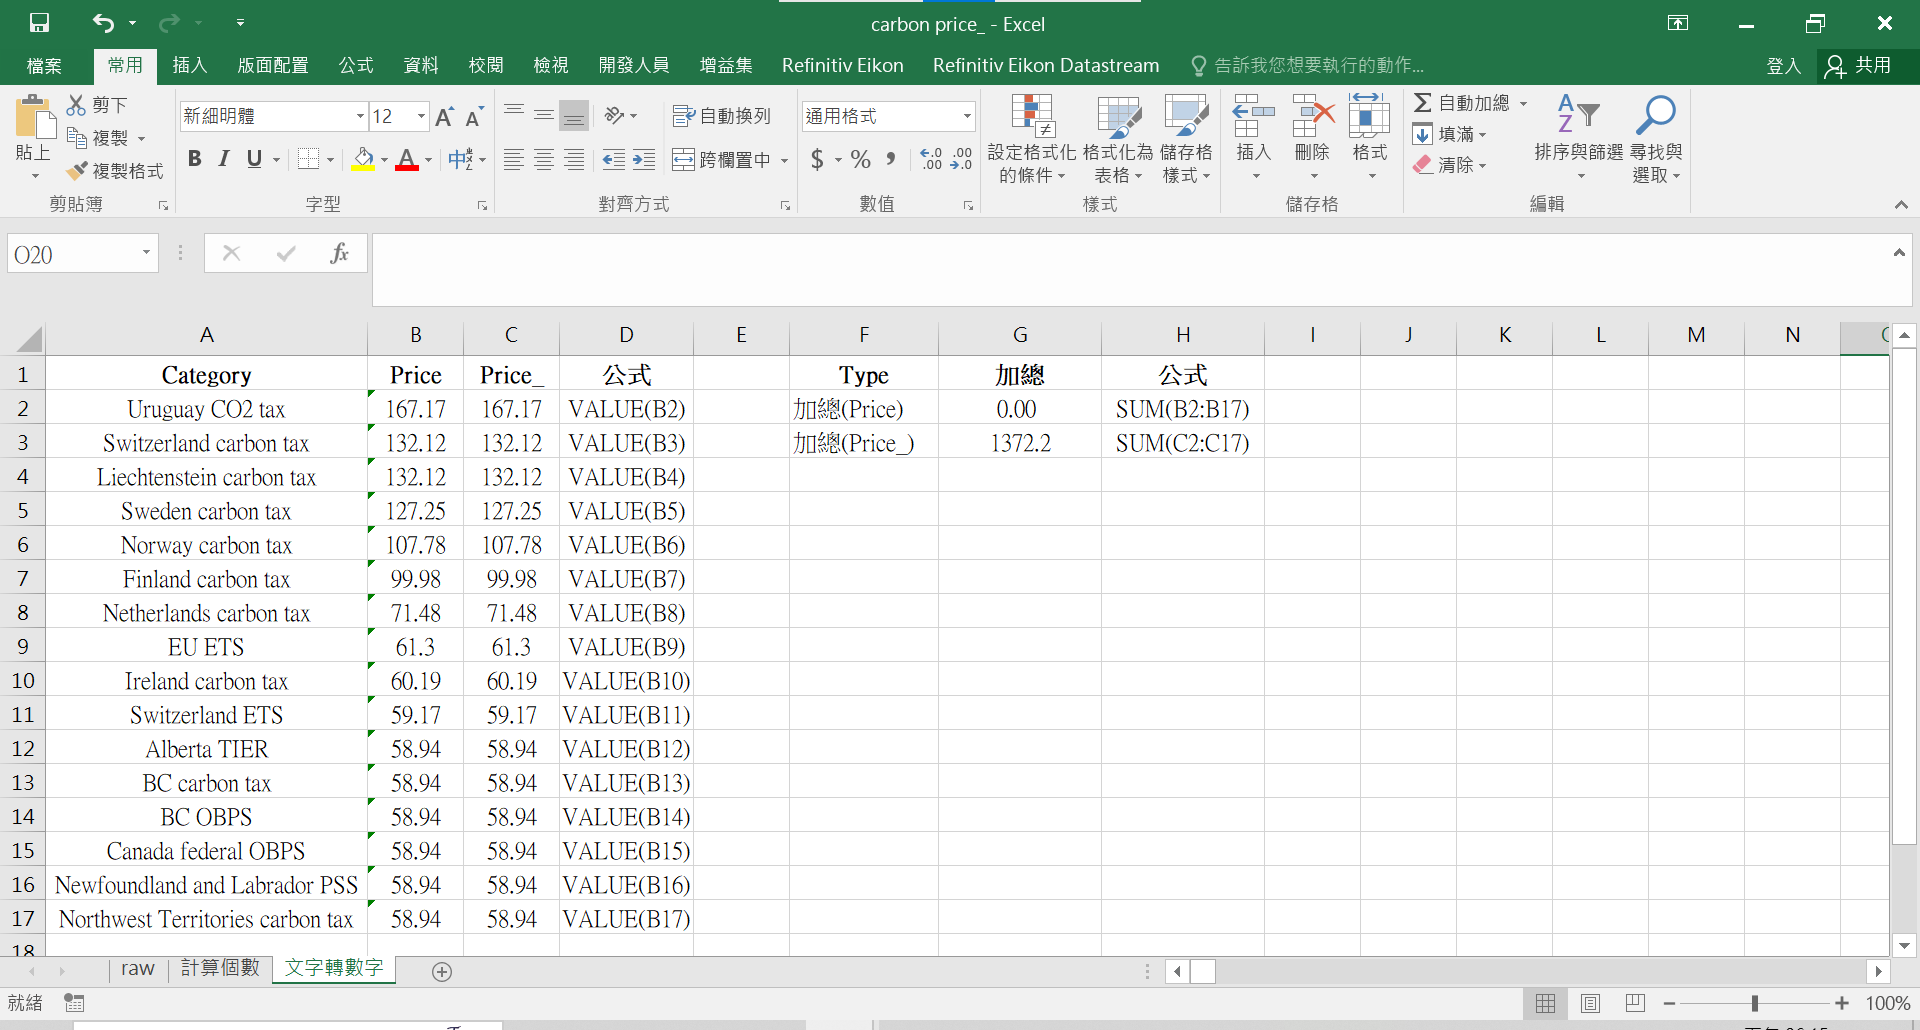 carbon price_ - Excel
檔案 常用 插入 版面配置 公式 資料 校閱 檢視 開發人員 增益集 Refinitiv Eikon Refinitiv Eikon Datastream 告訴我您想要執行的動作... 登入 共用
貼上
剪下
複製
複製格式
剪貼簿
新細明體 12
B I U
字型
自動換列
跨欄置中
對齊方式
通用格式
$ % ,
數值
設定格式化的條件
格式化為表格
儲存格樣式
樣式
插入 刪除 格式
儲存格
自動加總
填滿
清除
排序與篩選
尋找與選取
編輯
O20
fx
A B C D E F G H I J K L M N
1 Category Price Price_ 公式 Type 加總 公式
2 Uruguay CO2 tax 167.17 167.17 VALUE(B2) 加總(Price) 0.00 SUM(B2:B17)
3 Switzerland carbon tax 132.12 132.12 VALUE(B3) 加總(Price_) 1372.2 SUM(C2:C17)
4 Liechtenstein carbon tax 132.12 132.12 VALUE(B4)
5 Sweden carbon tax 127.25 127.25 VALUE(B5)
6 Norway carbon tax 107.78 107.78 VALUE(B6)
7 Finland carbon tax 99.98 99.98 VALUE(B7)
8 Netherlands carbon tax 71.48 71.48 VALUE(B8)
9 EU ETS 61.3 61.3 VALUE(B9)
10 Ireland carbon tax 60.19 60.19 VALUE(B10)
11 Switzerland ETS 59.17 59.17 VALUE(B11)
12 Alberta TIER 58.94 58.94 VALUE(B12)
13 BC carbon tax 58.94 58.94 VALUE(B13)
14 BC OBPS 58.94 58.94 VALUE(B14)
15 Canada federal OBPS 58.94 58.94 VALUE(B15)
16 Newfoundland and Labrador PSS 58.94 58.94 VALUE(B16)
17 Northwest Territories carbon tax 58.94 58.94 VALUE(B17)
18
raw 計算個數 文字轉數字
就緒 100%